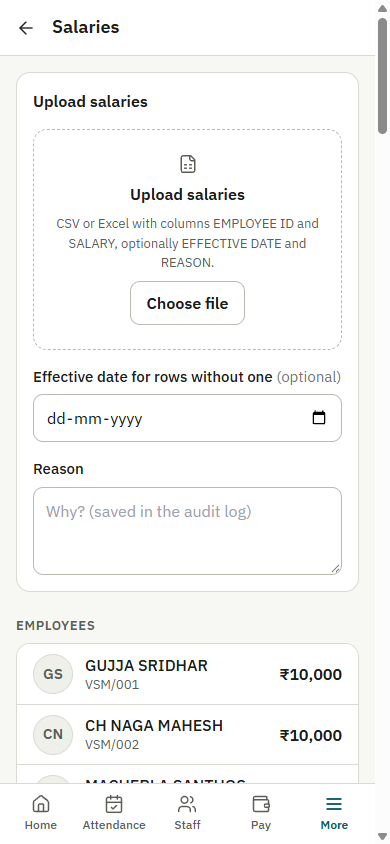 Salaries
Upload salaries
Upload salaries
CSV or Excel with columns EMPLOYEE ID and
SALARY, optionally EFFECTIVE DATE and
REASON.
Choose file
Effective date for rows without one (optional)
dd-mm-yyyy
Reason
Why? (saved in the audit log)
EMPLOYEES
GS
GUJJA SRIDHAR
VSM/001
₹10,000
CN
CH NAGA MAHESH
VSM/002
₹10,000
Home
Attendance
Staff
Pay
More